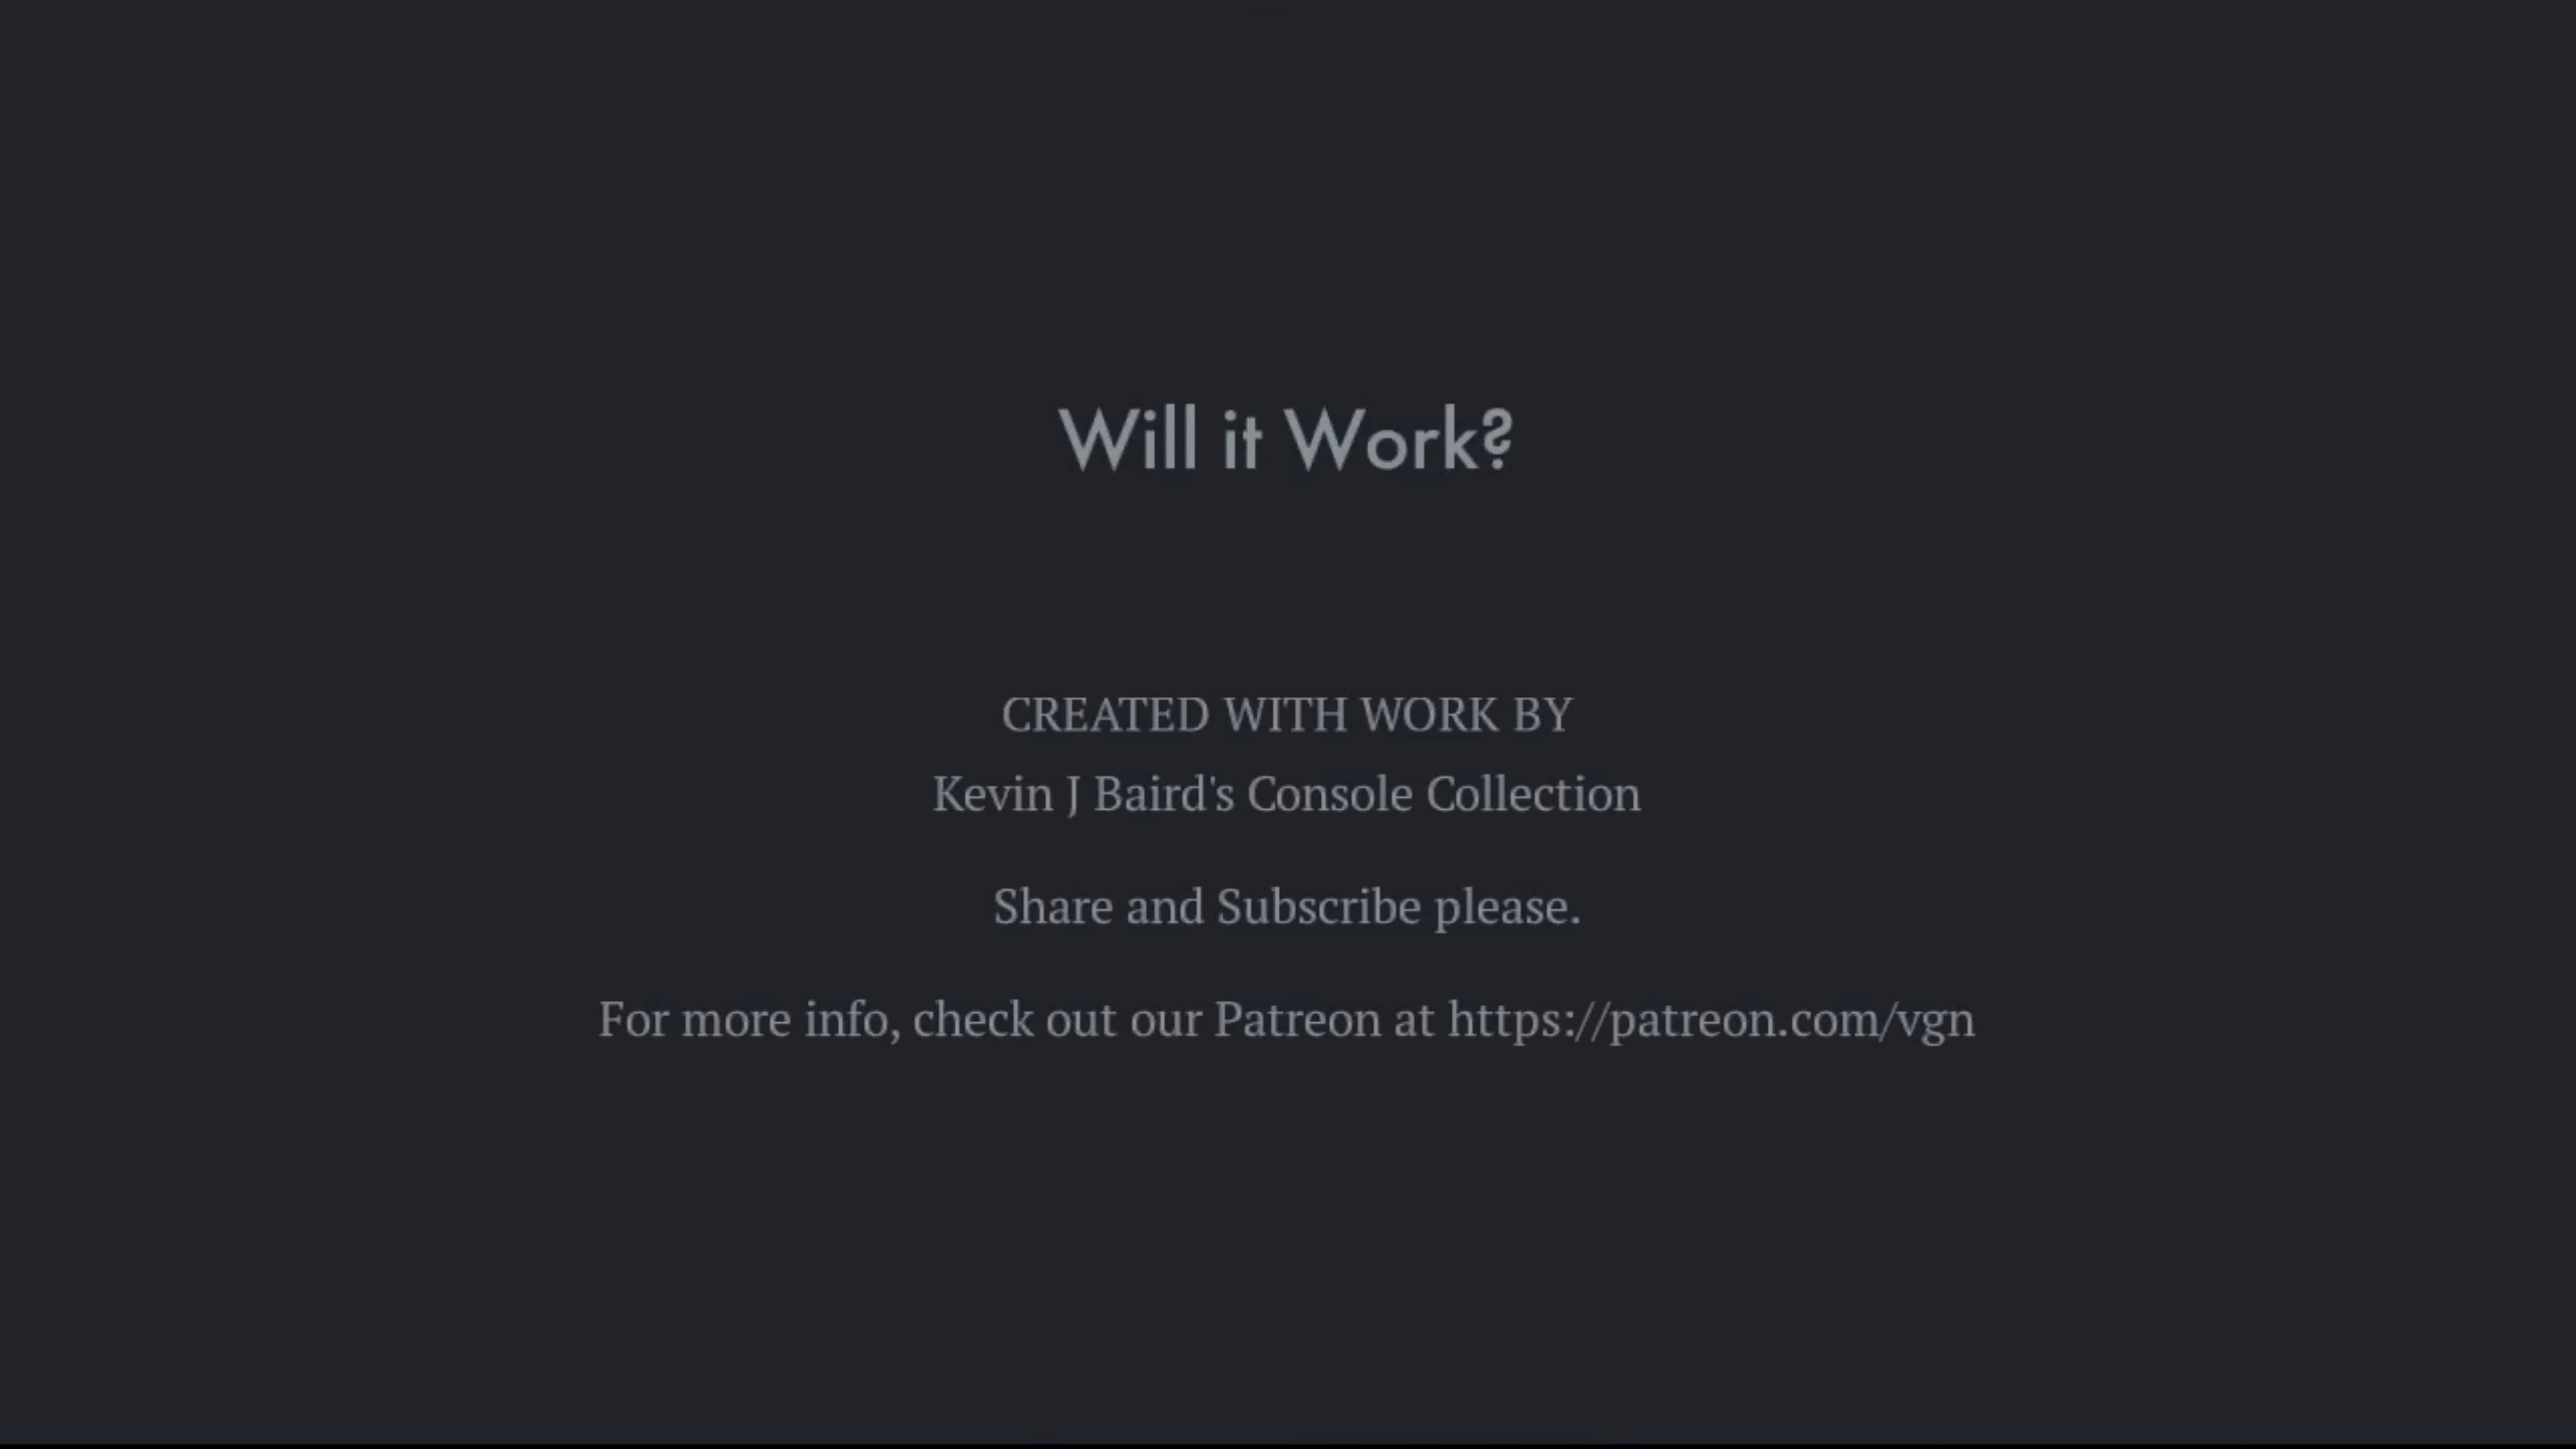 Will it Work?
CREATED WITH WORK BY
Kevin J Baird's Console Collection
Share and Subscribe please.
For more info, check out our Patreon at https://patreon.com/vgn